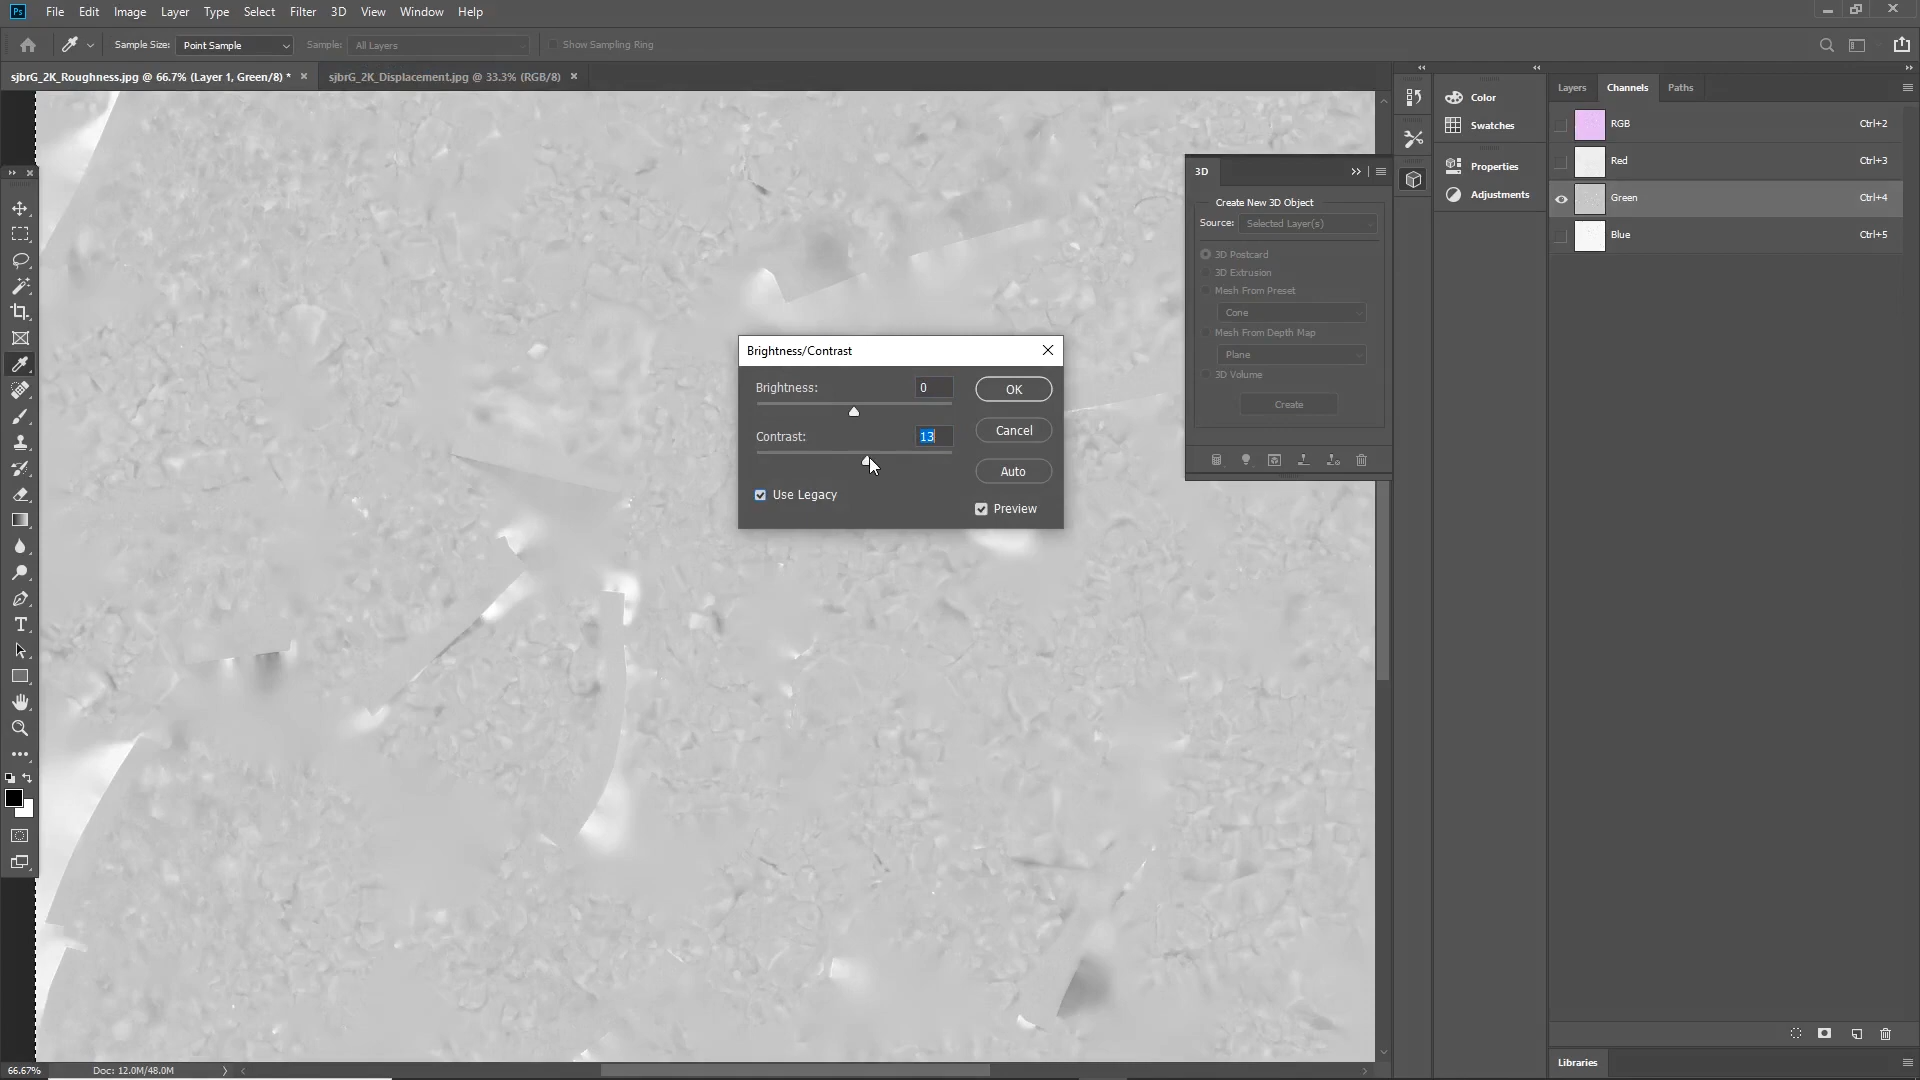 Ps File Edit Image Layer Type Select Filter 3D View Window Help
Sample Size: Point Sample Sample: All Layers Show Sampling Ring
sjbrG_2K_Roughness.jpg @ 66.7% (Layer 1, Green/8) * × sjbrG_2K_Displacement.jpg @ 33.3% (RGB/8) ×
Brightness/Contrast
Brightness: 0
OK
Contrast: 13
Cancel
Auto
Use Legacy
Preview
3D
Create New 3D Object
Source: Selected Layer(s)
3D Postcard
3D Extrusion
Mesh From Preset
Cone
Mesh From Depth Map
Plane
3D Volume
Create
Color
Swatches
Properties
Adjustments
Layers Channels Paths
RGB Ctrl+2
Red Ctrl+3
Green Ctrl+4
Blue Ctrl+5
Libraries
66.67% Doc: 12.0M/48.0M